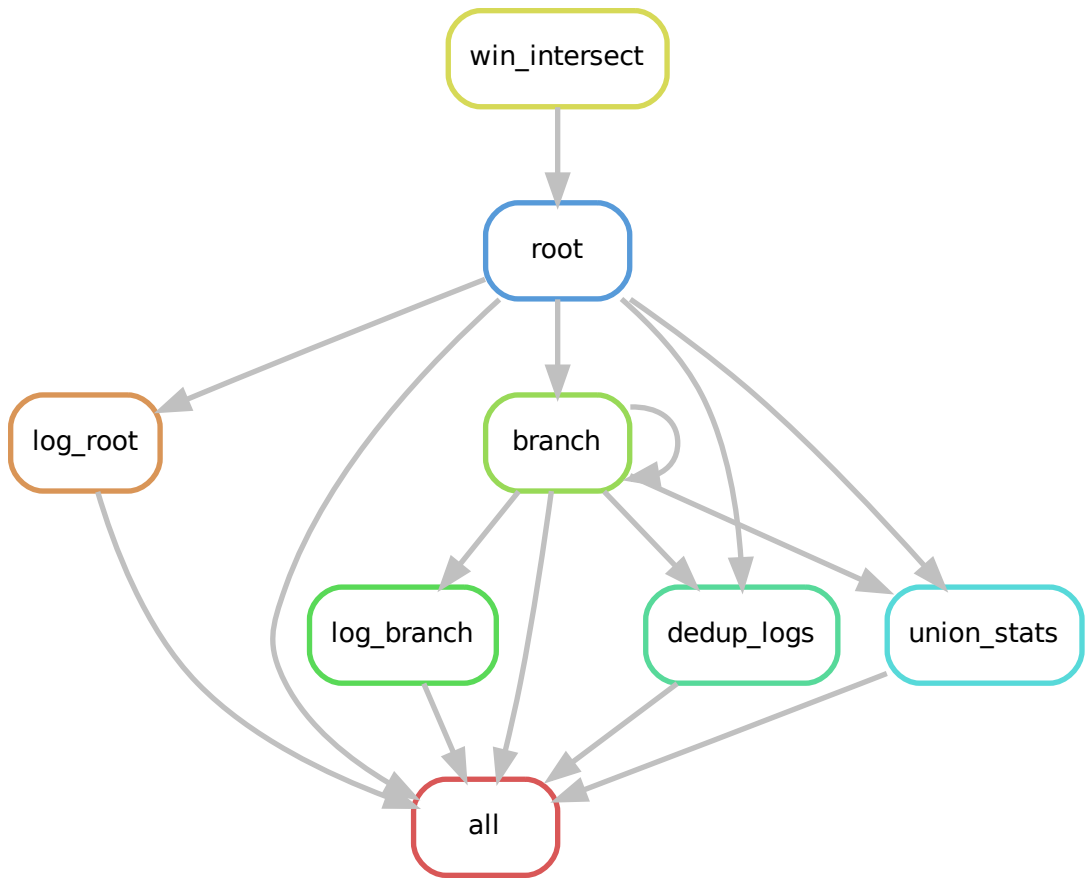 win_intersect
root
log_root
branch
log_branch
dedup_logs
union_stats
all